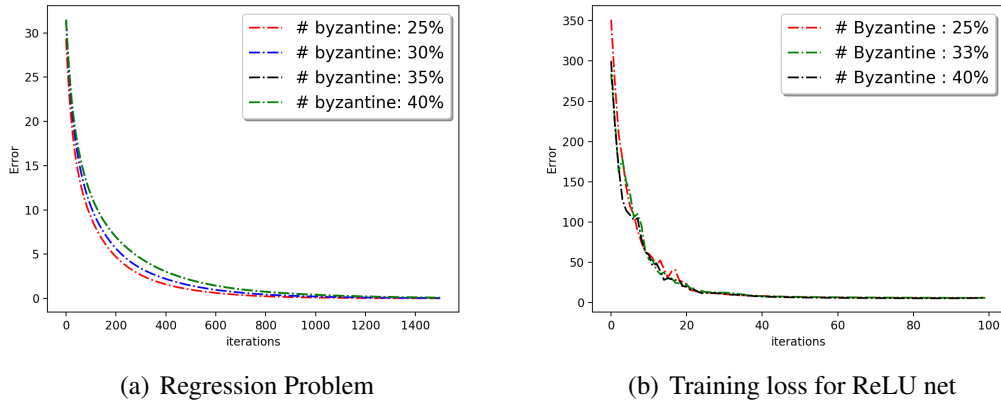 30
25
20
15
10
5
0
Error
0 200 400 600 800 1000 1200 1400
iterations
# byzantine: 25%
# byzantine: 30%
# byzantine: 35%
# byzantine: 40%
(a) Regression Problem
350
300
250
200
150
100
50
0
Error
0 20 40 60 80 100
iterations
# Byzantine : 25%
# Byzantine : 33%
# Byzantine : 40%
(b) Training loss for ReLU net